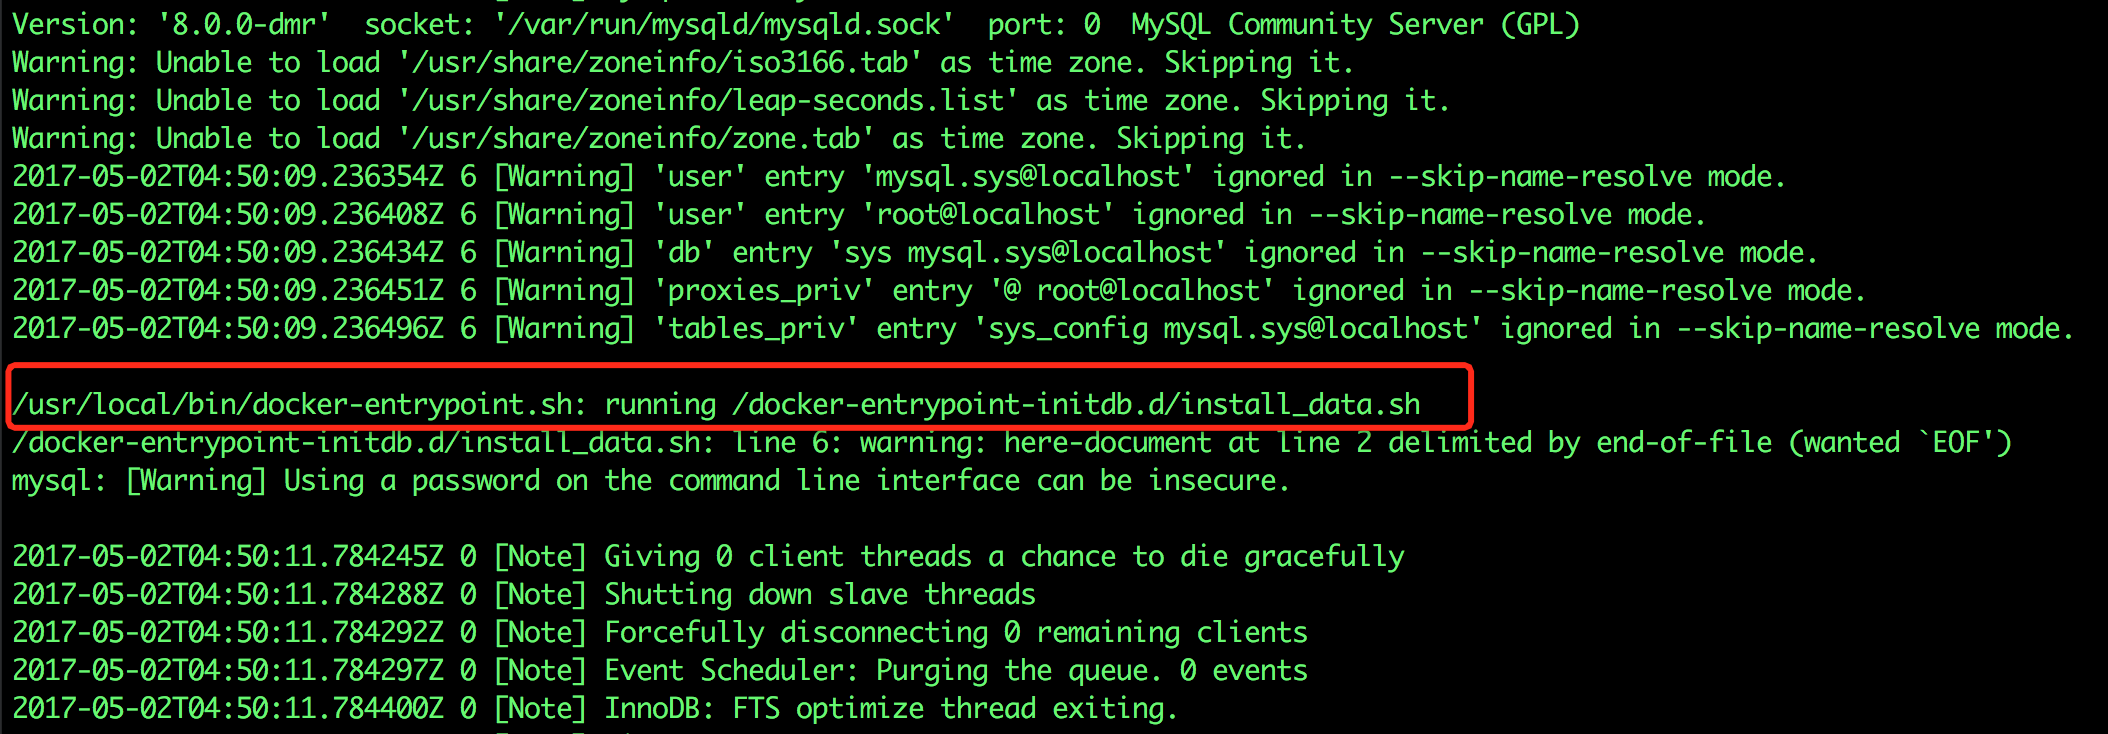 Version: '8.0.0-dmr'  socket: '/var/run/mysqld/mysqld.sock'  port: 0  MySQL Community Server (GPL)
Warning: Unable to load '/usr/share/zoneinfo/iso3166.tab' as time zone. Skipping it.
Warning: Unable to load '/usr/share/zoneinfo/leap-seconds.list' as time zone. Skipping it.
Warning: Unable to load '/usr/share/zoneinfo/zone.tab' as time zone. Skipping it.
2017-05-02T04:50:09.236354Z 6 [Warning] 'user' entry 'mysql.sys@localhost' ignored in --skip-name-resolve mode.
2017-05-02T04:50:09.236408Z 6 [Warning] 'user' entry 'root@localhost' ignored in --skip-name-resolve mode.
2017-05-02T04:50:09.236434Z 6 [Warning] 'db' entry 'sys mysql.sys@localhost' ignored in --skip-name-resolve mode.
2017-05-02T04:50:09.236451Z 6 [Warning] 'proxies_priv' entry '@ root@localhost' ignored in --skip-name-resolve mode.
2017-05-02T04:50:09.236496Z 6 [Warning] 'tables_priv' entry 'sys_config mysql.sys@localhost' ignored in --skip-name-resolve mode.
/usr/local/bin/docker-entrypoint.sh: running /docker-entrypoint-initdb.d/install_data.sh
/docker-entrypoint-initdb.d/install_data.sh: line 6: warning: here-document at line 2 delimited by end-of-file (wanted `EOF')
mysql: [Warning] Using a password on the command line interface can be insecure.
2017-05-02T04:50:11.784245Z 0 [Note] Giving 0 client threads a chance to die gracefully
2017-05-02T04:50:11.784288Z 0 [Note] Shutting down slave threads
2017-05-02T04:50:11.784292Z 0 [Note] Forcefully disconnecting 0 remaining clients
2017-05-02T04:50:11.784297Z 0 [Note] Event Scheduler: Purging the queue. 0 events
2017-05-02T04:50:11.784400Z 0 [Note] InnoDB: FTS optimize thread exiting.